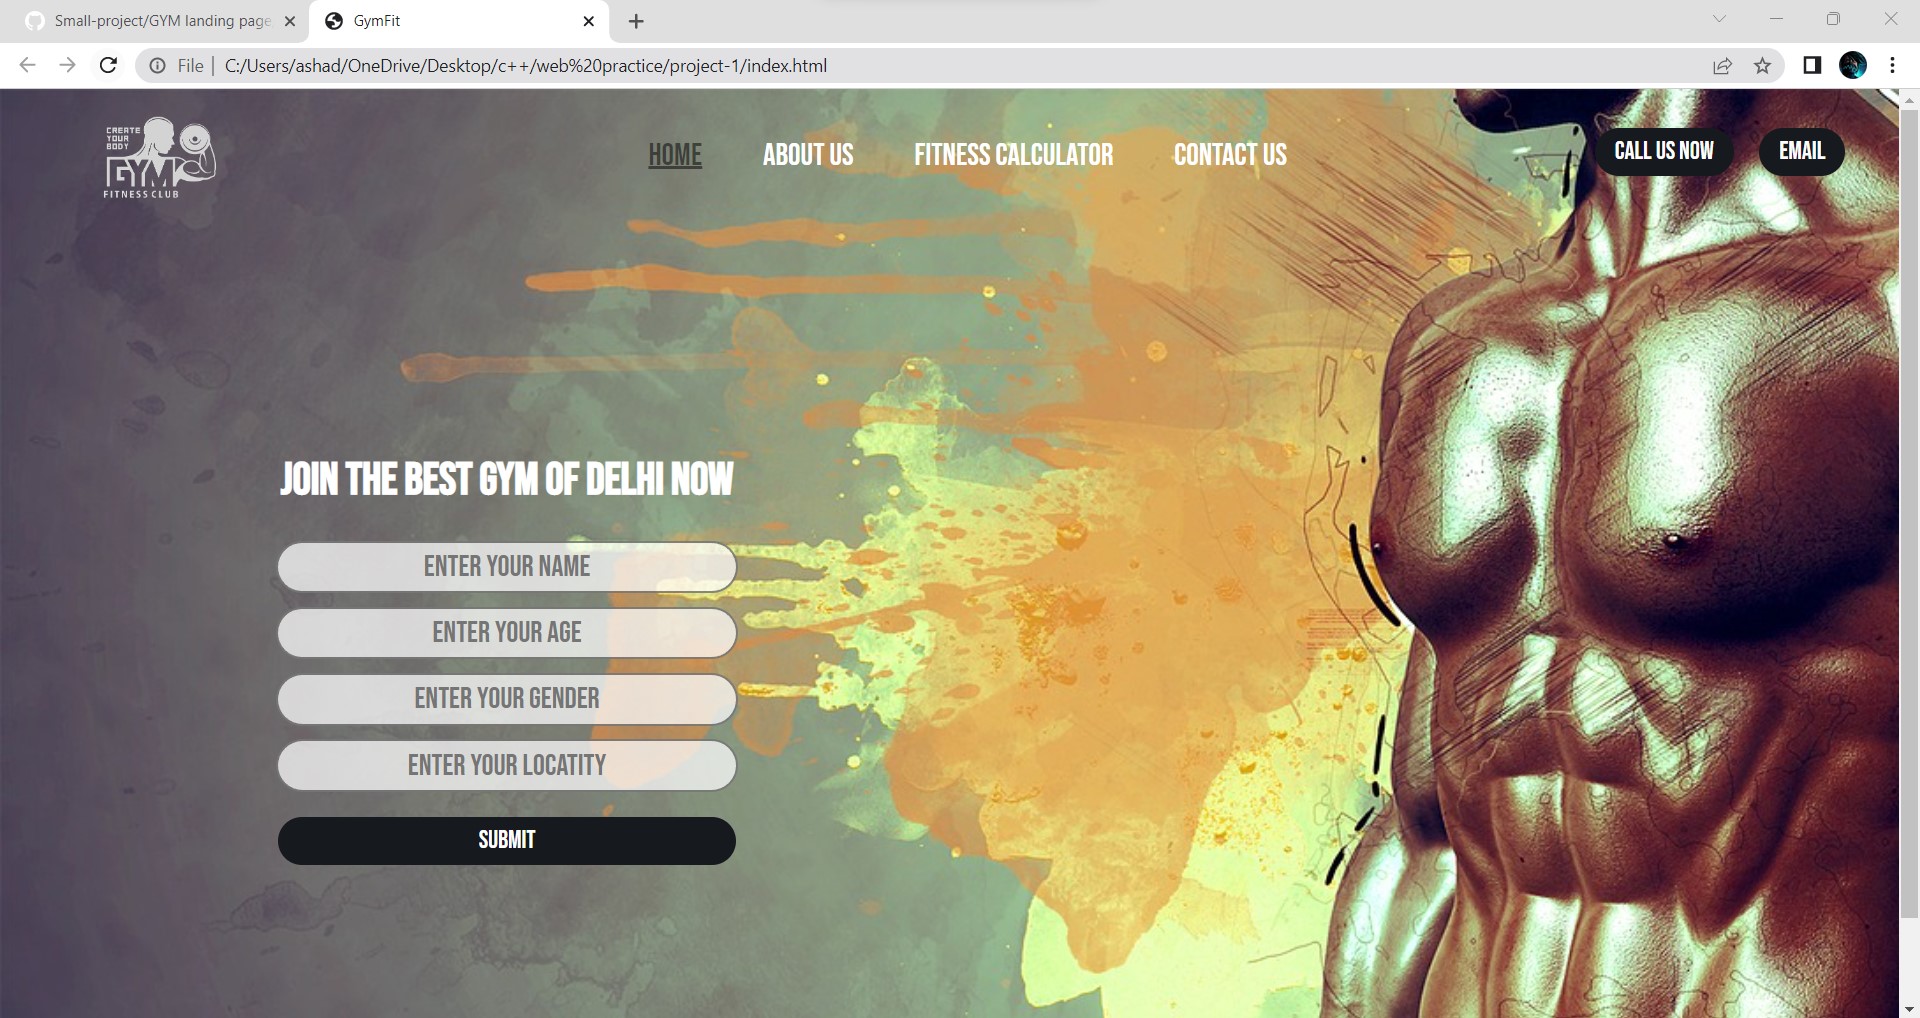 Small-project/GYM landing page
GymFit
File
C:/Users/ashad/OneDrive/Desktop/c++/web%20practice/project-1/index.html
CREATE
YOUR
BODY
GYM
FITNESS CLUB
HOME
ABOUT US
FITNESS CALCULATOR
CONTACT US
CALL US NOW
EMAIL
JOIN THE BEST GYM OF DELHI NOW
ENTER YOUR NAME
ENTER YOUR AGE
ENTER YOUR GENDER
ENTER YOUR LOCATITY
SUBMIT